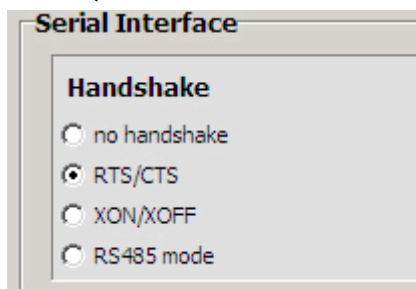 Serial Interface
Handshake
no handshake
RTS/CTS
XON/XOFF
RS485 mode